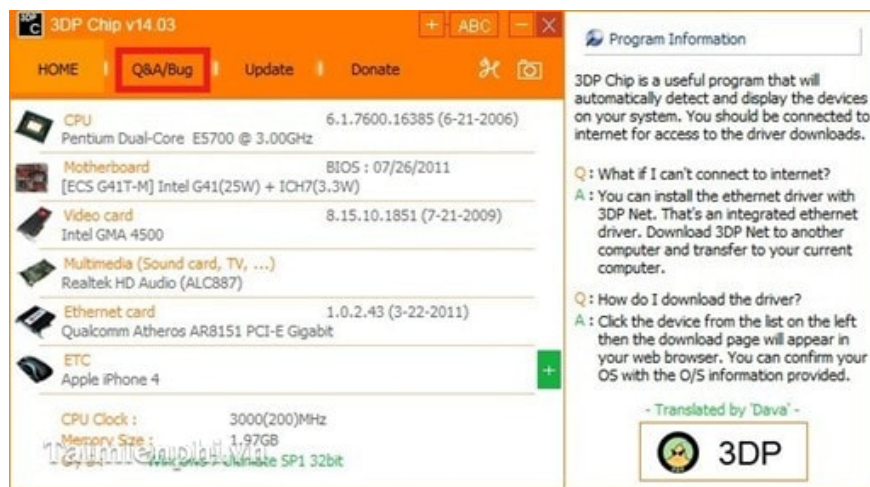 3DP Chip v14.03
+ ABC
HOME Q&A/Bug Update Donate
CPU 6.1.7600.16385 (6-21-2006)
Pentium Dual-Core E5700 @ 3.00GHz
Motherboard BIOS : 07/26/2011
[ECS G41T-M] Intel G41(25W) + ICH7(3.3W)
Video card 8.15.10.1851 (7-21-2009)
Intel GMA 4500
Multimedia (Sound card, TV, ...)
Realtek HD Audio (ALC887)
Ethernet card 1.0.2.43 (3-22-2011)
Qualcomm Atheros AR8151 PCI-E Gigabit
ETC
Apple iPhone 4
+
CPU Clock : 3000(200)MHz
Memory Size : 1.97GB
Windows 7 Ultimate SP1 32bit
Taimienphi.vn
Program Information
3DP Chip is a useful program that will
automatically detect and display the devices
on your system. You should be connected to
internet for access to the driver downloads.
Q : What if I can't connect to internet?
A : You can install the ethernet driver with
3DP Net. That's an integrated ethernet
driver. Download 3DP Net to another
computer and transfer to your current
computer.
Q : How do I download the driver?
A : Click the device from the list on the left
then the download page will appear in
your web browser. You can confirm your
OS with the O/S information provided.
- Translated by 'Dava' -
3DP